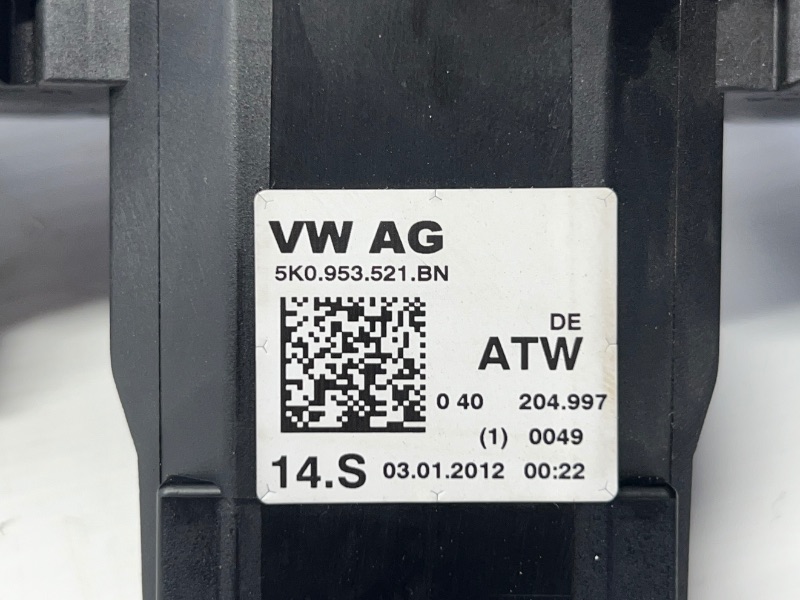 VW AG
5K0.953.521.BN
DE
ATW
0 40 204.997
(1) 0049
14.S 03.01.2012 00:22